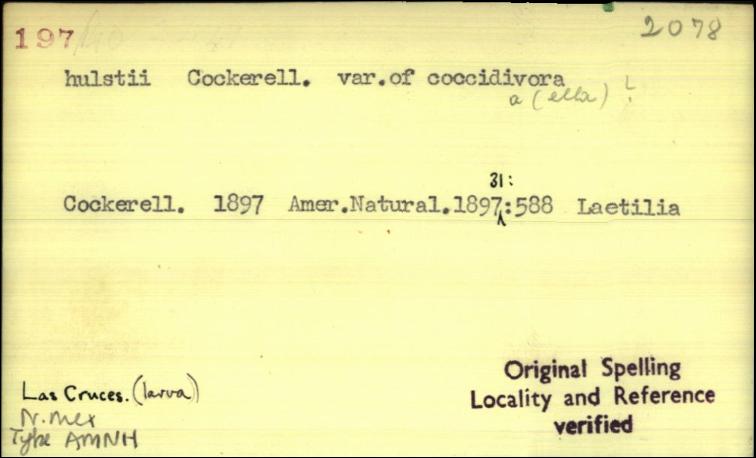 197 2078
hulstii Cockerell. var.of coccidivora
a (ella) !
31:
Cockerell. 1897 Amer.Natural.1897:588 Laetilia
Original Spelling
Locality and Reference
verified
Las Cruces. (larva)
N. Mex
Type AMNH